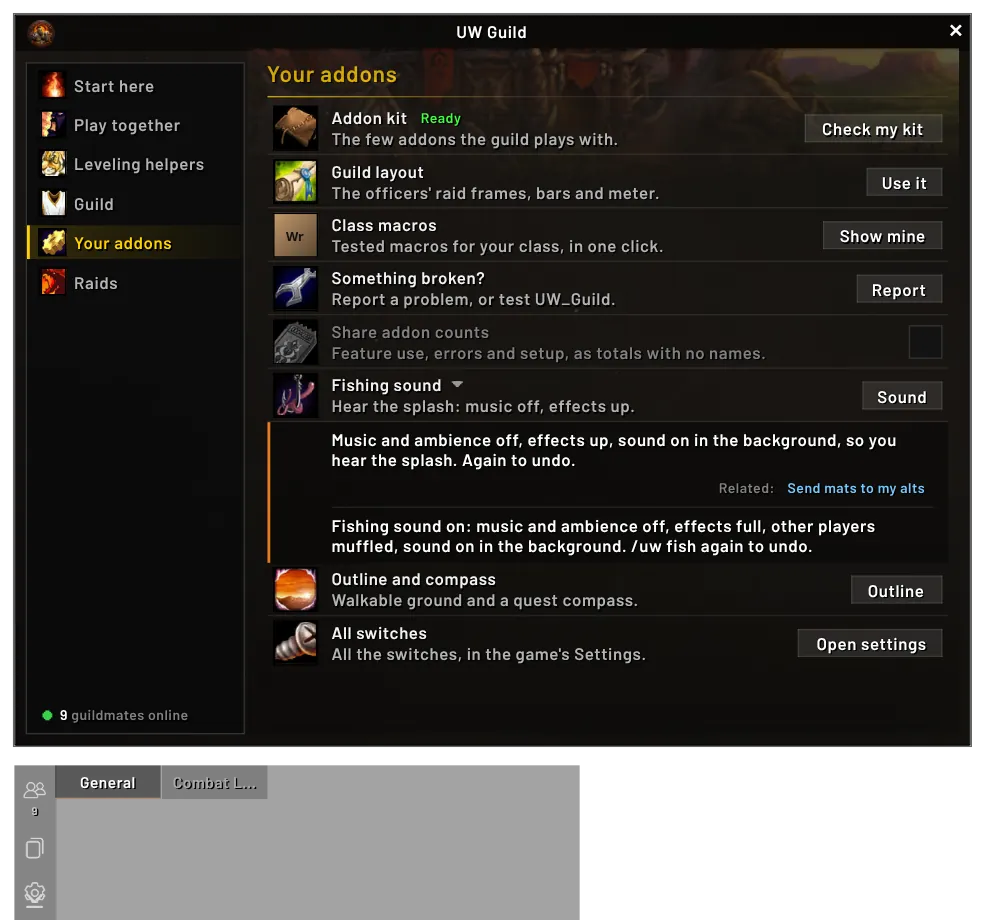 UW Guild
Start here
Play together
Leveling helpers
Guild
Your addons
Raids
9 guildmates online
Your addons
Addon kit Ready
The few addons the guild plays with.
Check my kit
Guild layout
The officers' raid frames, bars and meter.
Use it
Wr
Class macros
Tested macros for your class, in one click.
Show mine
Something broken?
Report a problem, or test UW_Guild.
Report
Share addon counts
Feature use, errors and setup, as totals with no names.
Fishing sound
Hear the splash: music off, effects up.
Sound
Music and ambience off, effects up, sound on in the background, so you
hear the splash. Again to undo.
Related: Send mats to my alts
Fishing sound on: music and ambience off, effects full, other players
muffled, sound on in the background. /uw fish again to undo.
Outline and compass
Walkable ground and a quest compass.
Outline
All switches
All the switches, in the game's Settings.
Open settings
General
Combat L...
9